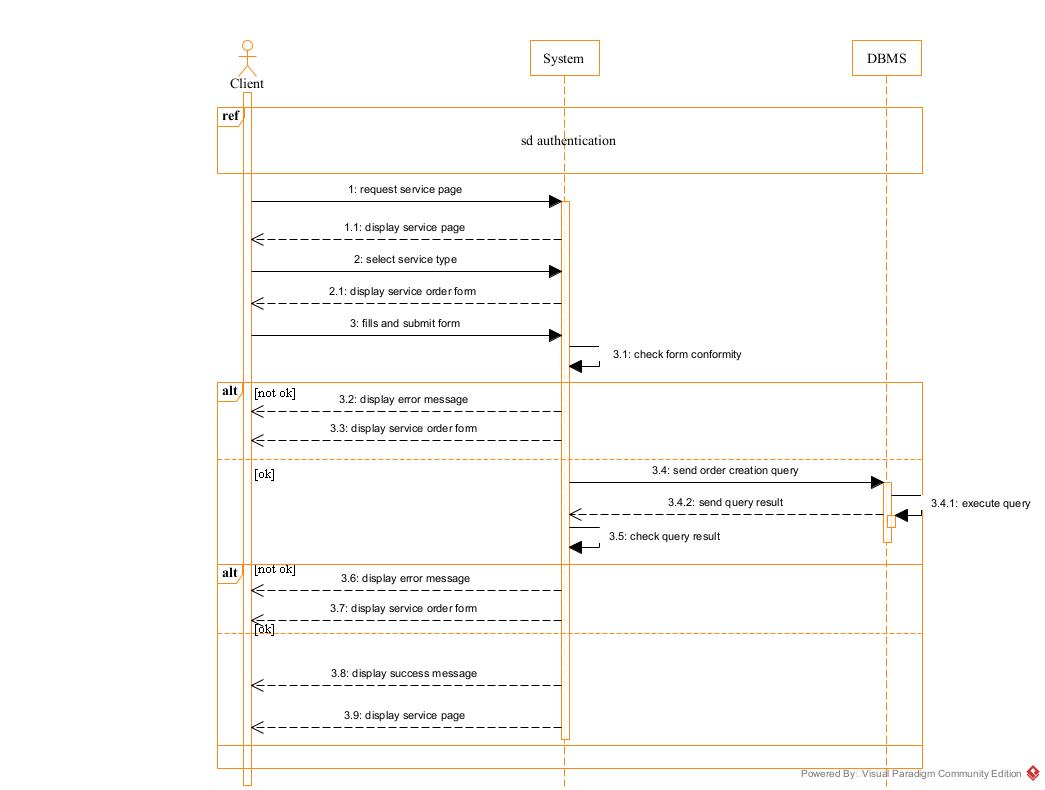 Client
System
DBMS
ref
sd authentication
1: request service page
1.1: display service page
2: select service type
2.1: display service order form
3: fills and submit form
3.1: check form conformity
alt
[not ok]
3.2: display error message
3.3: display service order form
[ok]
3.4: send order creation query
3.4.1: execute query
3.4.2: send query result
3.5: check query result
alt
[not ok]
3.6: display error message
3.7: display service order form
[ok]
3.8: display success message
3.9: display service page
Powered By Visual Paradigm Community Edition